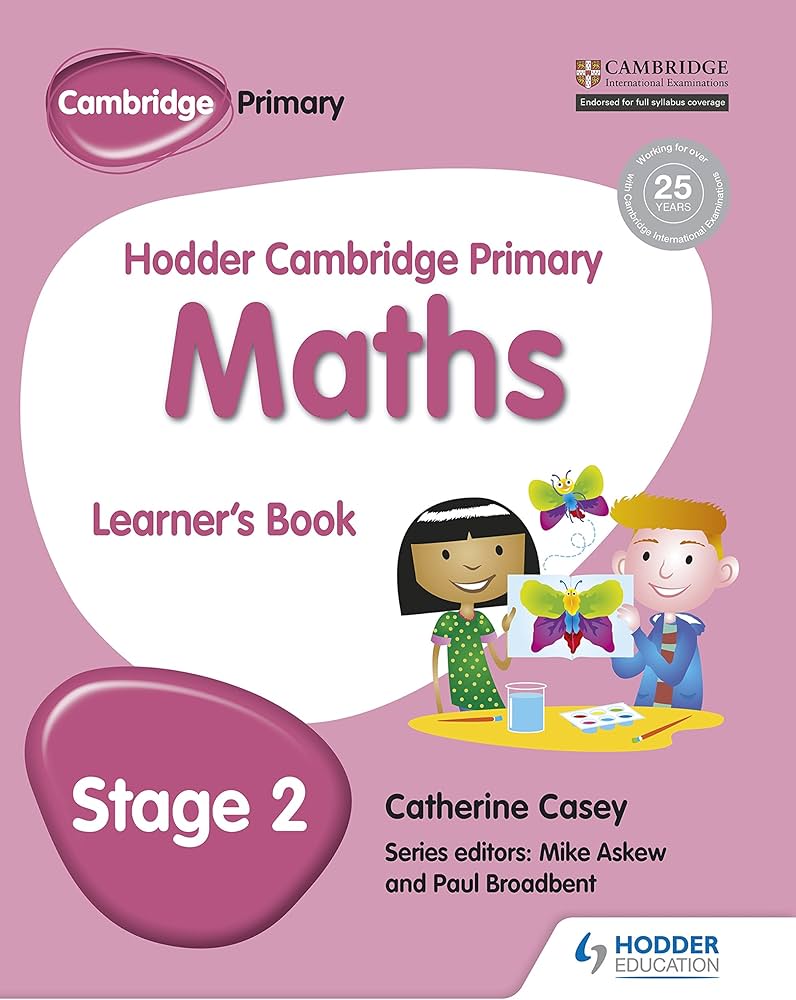 Cambridge Primary
CAMBRIDGE
International Examinations
Endorsed for full syllabus coverage
Working for over
25
YEARS
with Cambridge International Examinations
Hodder Cambridge Primary
Maths
Learner's Book
Stage 2
Catherine Casey
Series editors: Mike Askew
and Paul Broadbent
HODDER
EDUCATION